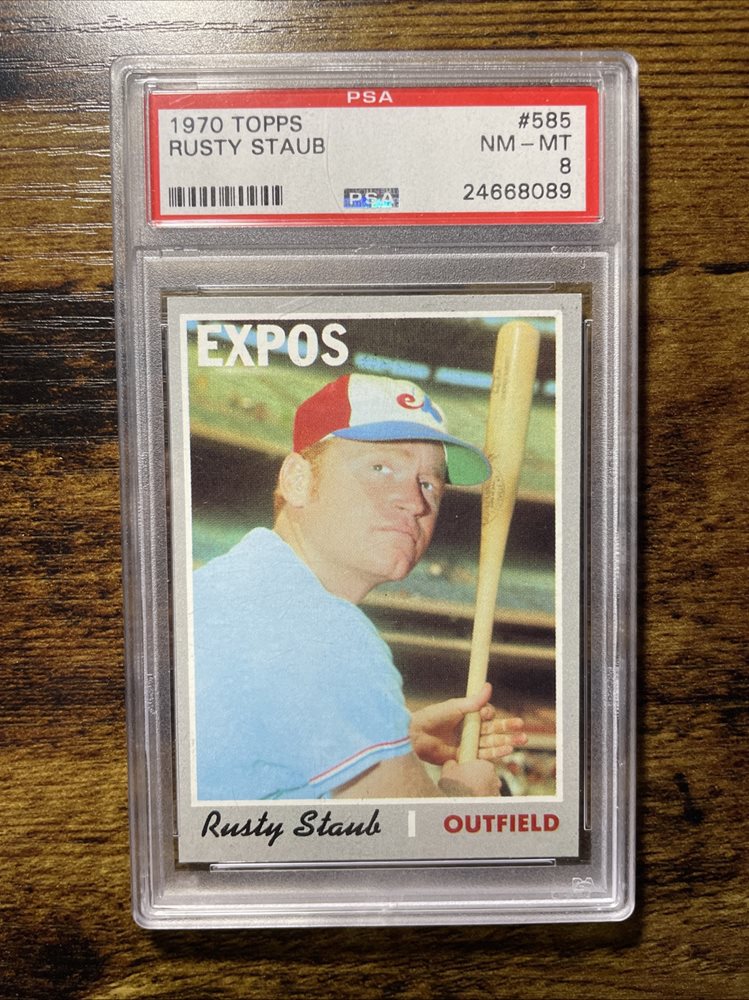 PSA
1970 TOPPS #585
RUSTY STAUB NM-MT
8
PSA 24668089
EXPOS
e
Rusty Staub OUTFIELD